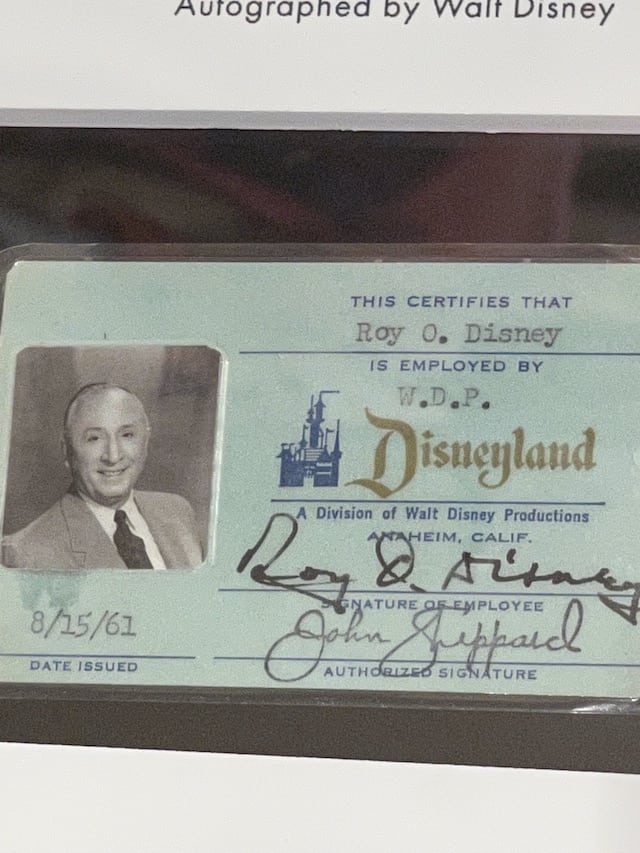 Autographed by Walt Disney
THIS CERTIFIES THAT
Roy O. Disney
IS EMPLOYED BY
W.D.P.
Disneyland
A Division of Walt Disney Productions
ANAHEIM, CALIF.
Roy O. Disney
SIGNATURE OF EMPLOYEE
8/15/61
John Sheppard
DATE ISSUED
AUTHORIZED SIGNATURE